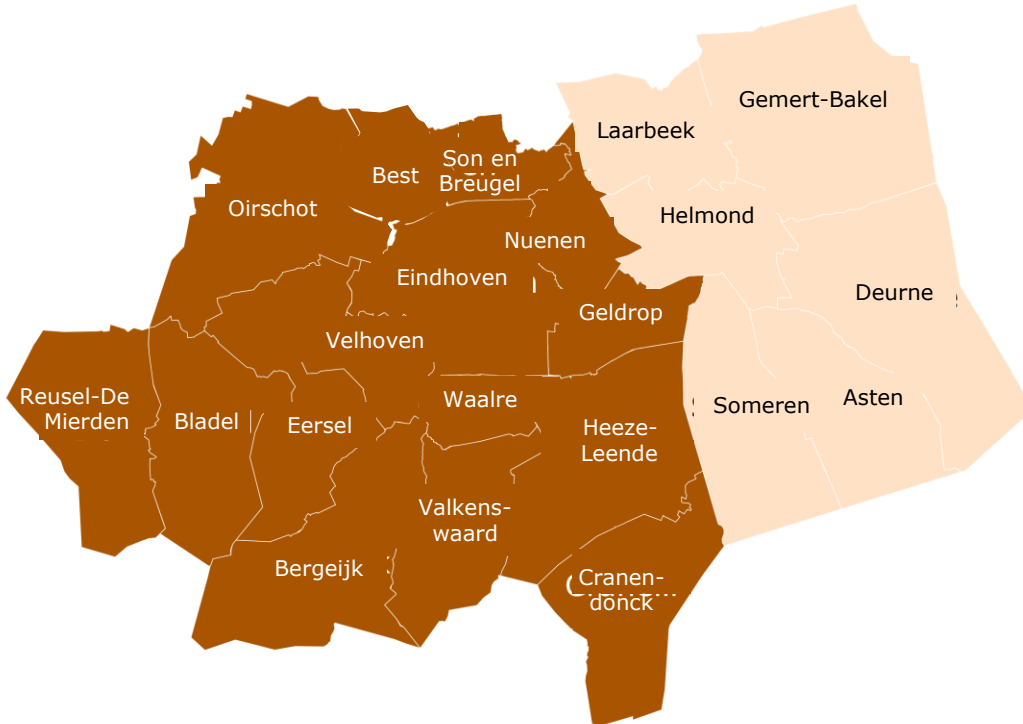 Gemert-Bakel
Laarbeek
Son en
Breugel
Best
Oirschot
Helmond
Nuenen
Eindhoven
Deurne
Geldrop
Velhoven
Reusel-De
Mierden
Bladel
Eersel
Waalre
Heeze-
Leende
Someren
Asten
Valkens-
waard
Bergeijk
Cranen-
donck